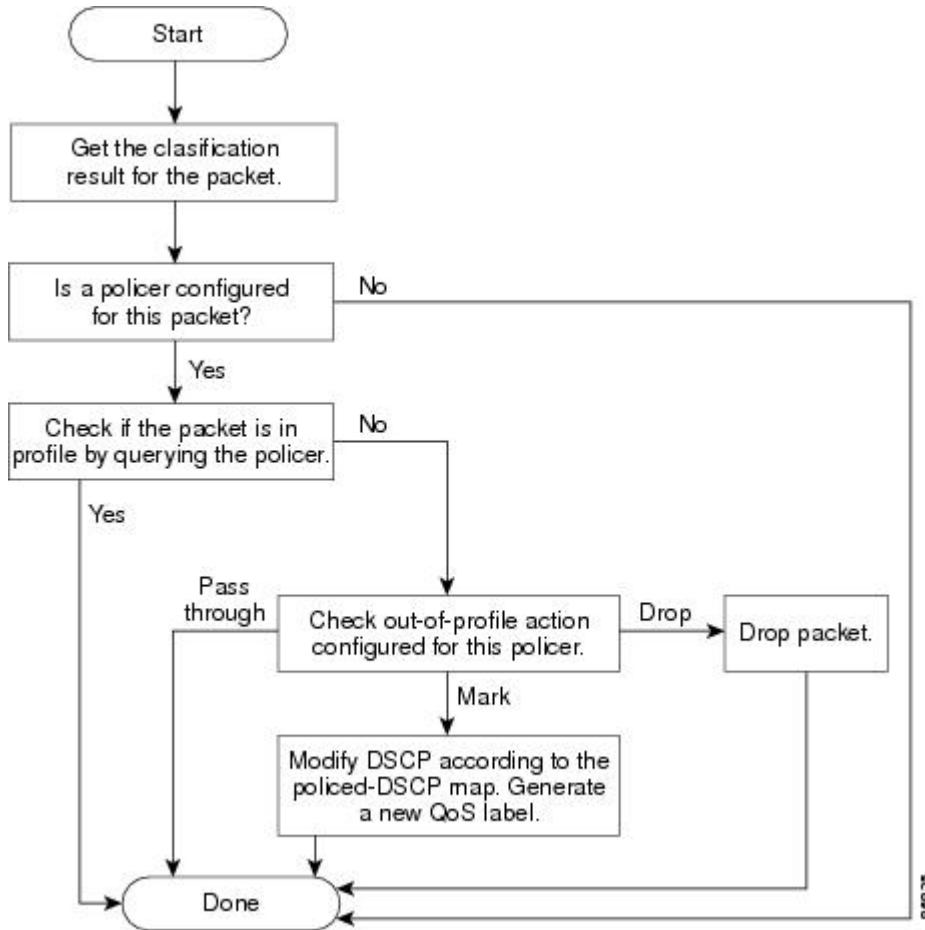 Start
Get the clasification
result for the packet.
Is a policer configured
for this packet?
No
Yes
Check if the packet is in
profile by querying the policer.
No
Yes
Pass
through
Check out-of-profile action
configured for this policer.
Drop
Drop packet.
Mark
Modify DSCP according to the
policed-DSCP map. Generate
a new QoS label.
Done